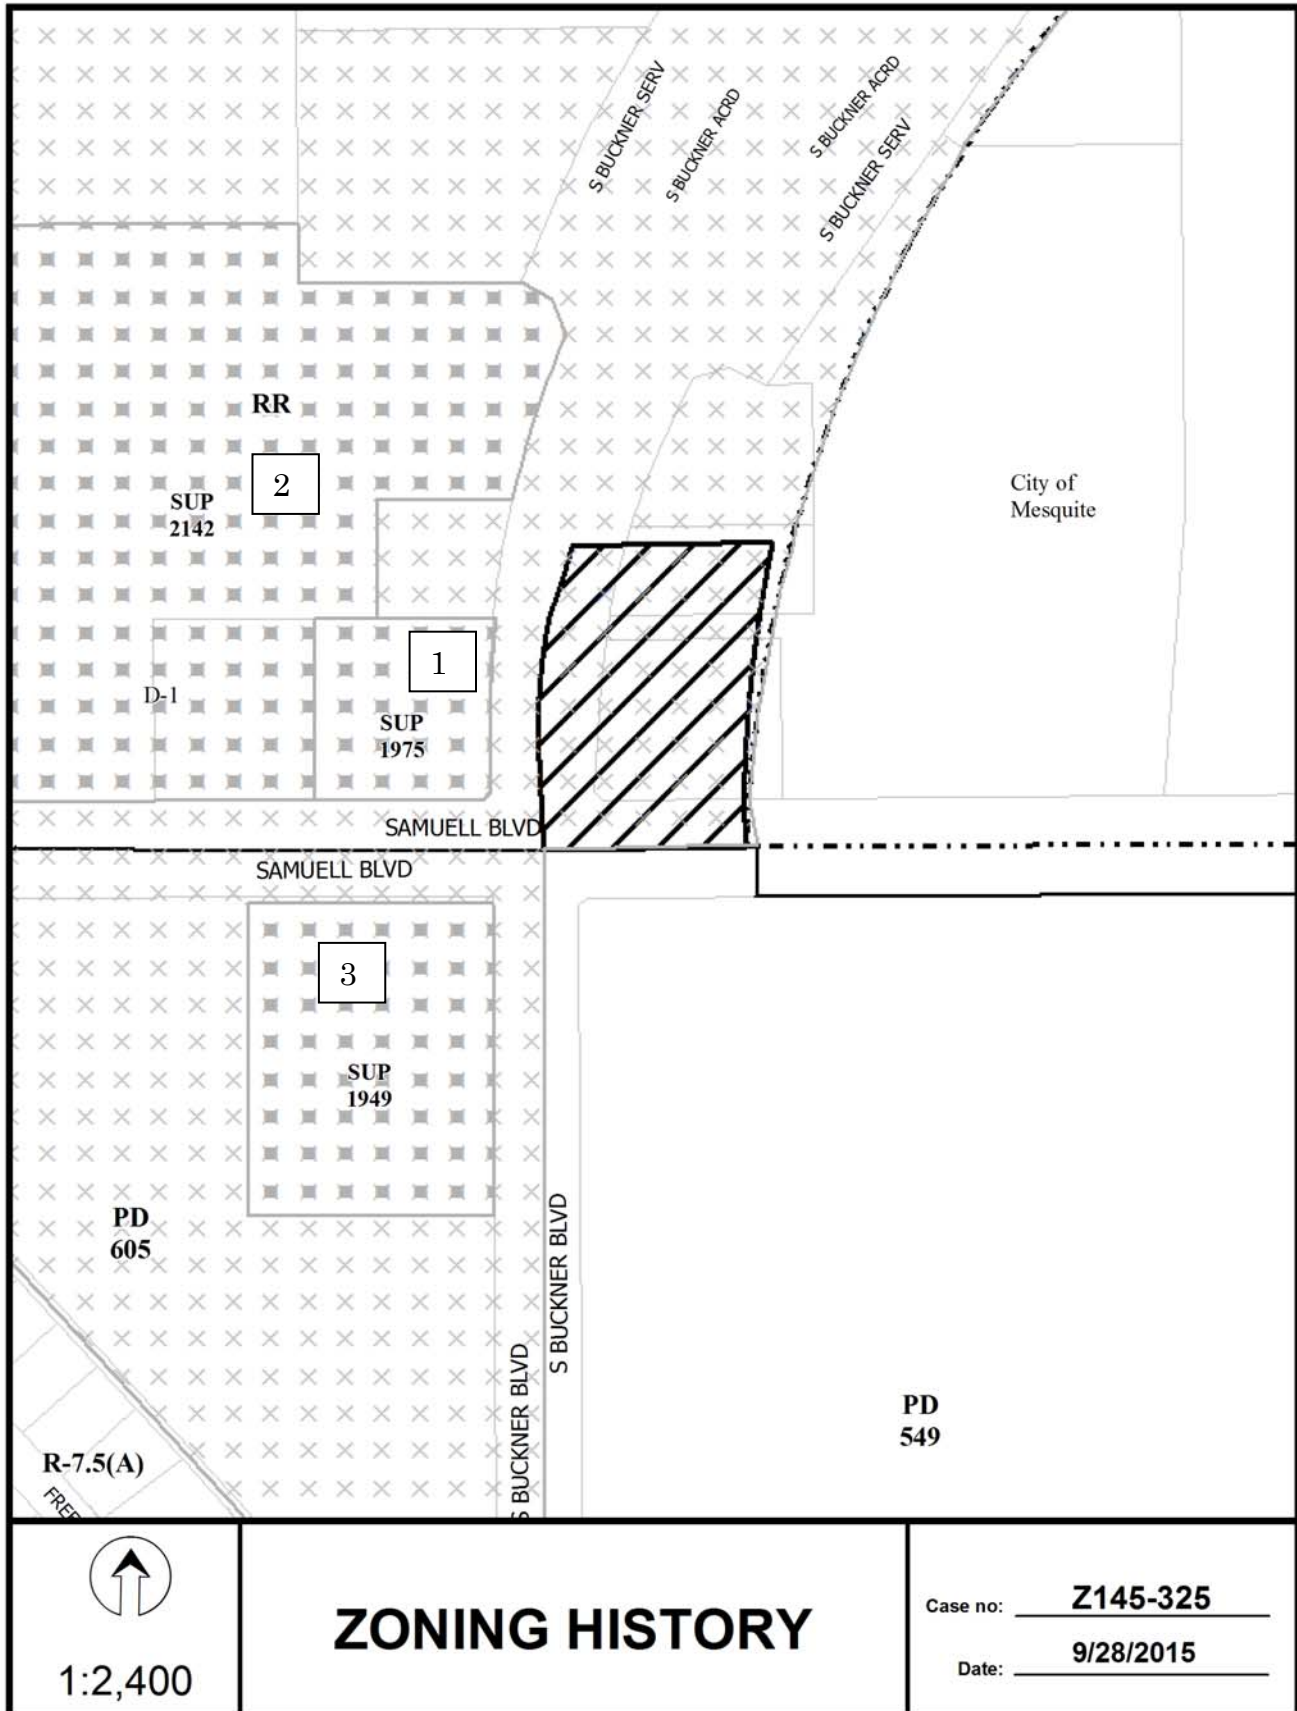 S BUCKNER SERV
S BUCKNER ACRD
S BUCKNER ACRD
S BUCKNER SERV
RR
2
SUP
2142
City of
Mesquite
1
D-1
SUP
1975
SAMUELL BLVD
SAMUELL BLVD
3
SUP
1949
PD
605
S BUCKNER BLVD
S BUCKNER BLVD
PD
549
R-7.5(A)
1:2,400
ZONING HISTORY
Case no: Z145-325
Date: 9/28/2015